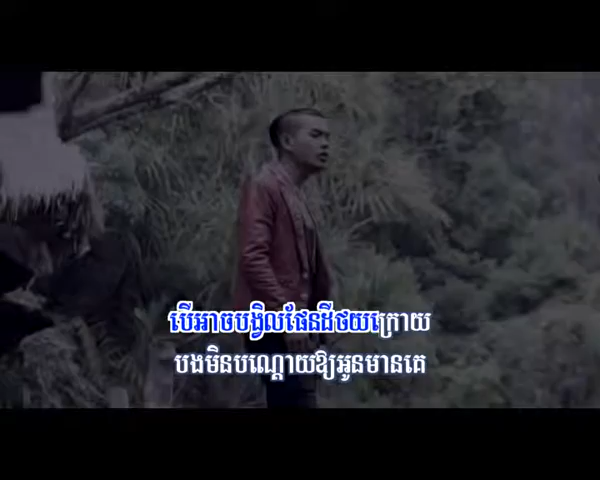 បើអាចបង្វិលផែនដីថយក្រោយ
បងមិនបណ្ដោយឱ្យអូនមានគេ